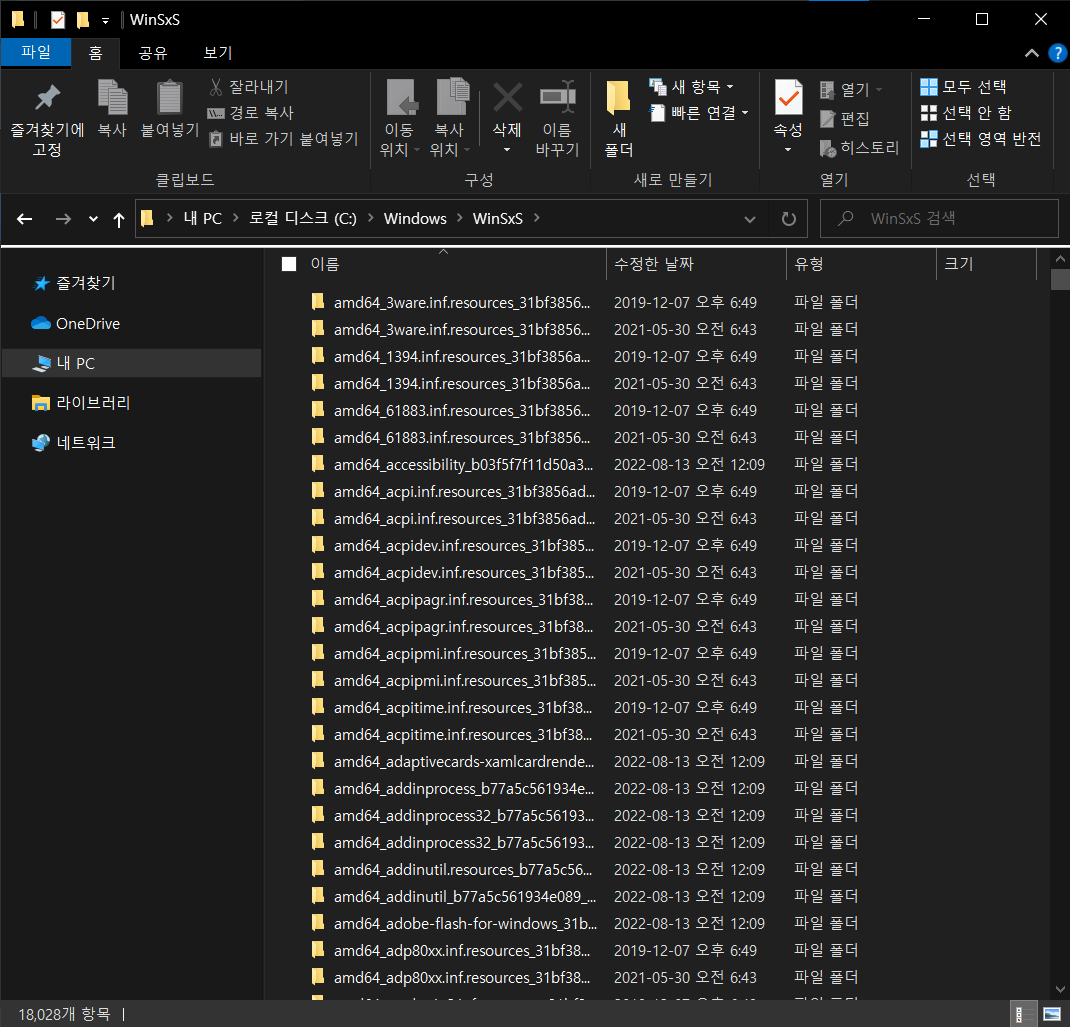 WinSxS
파일 홈 공유 보기
즐겨찾기에 고정
복사
붙여넣기
잘라내기
경로 복사
바로 가기 붙여넣기
클립보드
이동 위치
복사 위치
삭제
이름 바꾸기
구성
새 폴더
새 항목
빠른 연결
새로 만들기
속성
열기
편집
히스토리
열기
모두 선택
선택 안 함
선택 영역 반전
선택
내 PC > 로컬 디스크 (C:) > Windows > WinSxS >
WinSxS 검색
즐겨찾기
OneDrive
내 PC
라이브러리
네트워크
이름 수정한 날짜 유형 크기
amd64_3ware.inf.resources_31bf3856... 2019-12-07 오후 6:49 파일 폴더
amd64_3ware.inf.resources_31bf3856... 2021-05-30 오전 6:43 파일 폴더
amd64_1394.inf.resources_31bf3856a... 2019-12-07 오후 6:49 파일 폴더
amd64_1394.inf.resources_31bf3856a... 2021-05-30 오전 6:43 파일 폴더
amd64_61883.inf.resources_31bf3856... 2019-12-07 오후 6:49 파일 폴더
amd64_61883.inf.resources_31bf3856... 2021-05-30 오전 6:43 파일 폴더
amd64_accessibility_b03f5f7f11d50a3... 2022-08-13 오전 12:09 파일 폴더
amd64_acpi.inf.resources_31bf3856ad... 2019-12-07 오후 6:49 파일 폴더
amd64_acpi.inf.resources_31bf3856ad... 2021-05-30 오전 6:43 파일 폴더
amd64_acpidev.inf.resources_31bf385... 2019-12-07 오후 6:49 파일 폴더
amd64_acpidev.inf.resources_31bf385... 2021-05-30 오전 6:43 파일 폴더
amd64_acpipagr.inf.resources_31bf38... 2019-12-07 오후 6:49 파일 폴더
amd64_acpipagr.inf.resources_31bf38... 2021-05-30 오전 6:43 파일 폴더
amd64_acpipmi.inf.resources_31bf385... 2019-12-07 오후 6:49 파일 폴더
amd64_acpipmi.inf.resources_31bf385... 2021-05-30 오전 6:43 파일 폴더
amd64_acpitime.inf.resources_31bf38... 2019-12-07 오후 6:49 파일 폴더
amd64_acpitime.inf.resources_31bf38... 2021-05-30 오전 6:43 파일 폴더
amd64_adaptivecards-xamlcardrende... 2022-08-13 오전 12:09 파일 폴더
amd64_addinprocess_b77a5c561934e... 2022-08-13 오전 12:09 파일 폴더
amd64_addinprocess32_b77a5c56193... 2022-08-13 오전 12:09 파일 폴더
amd64_addinprocess32_b77a5c56193... 2022-08-13 오전 12:09 파일 폴더
amd64_addinutil.resources_b77a5c56... 2022-08-13 오전 12:09 파일 폴더
amd64_addinutil_b77a5c561934e089_... 2022-08-13 오전 12:09 파일 폴더
amd64_adobe-flash-for-windows_31b... 2022-08-13 오전 12:09 파일 폴더
amd64_adp80xx.inf.resources_31bf38... 2019-12-07 오후 6:49 파일 폴더
amd64_adp80xx.inf.resources_31bf38... 2021-05-30 오전 6:43 파일 폴더
18,028개 항목